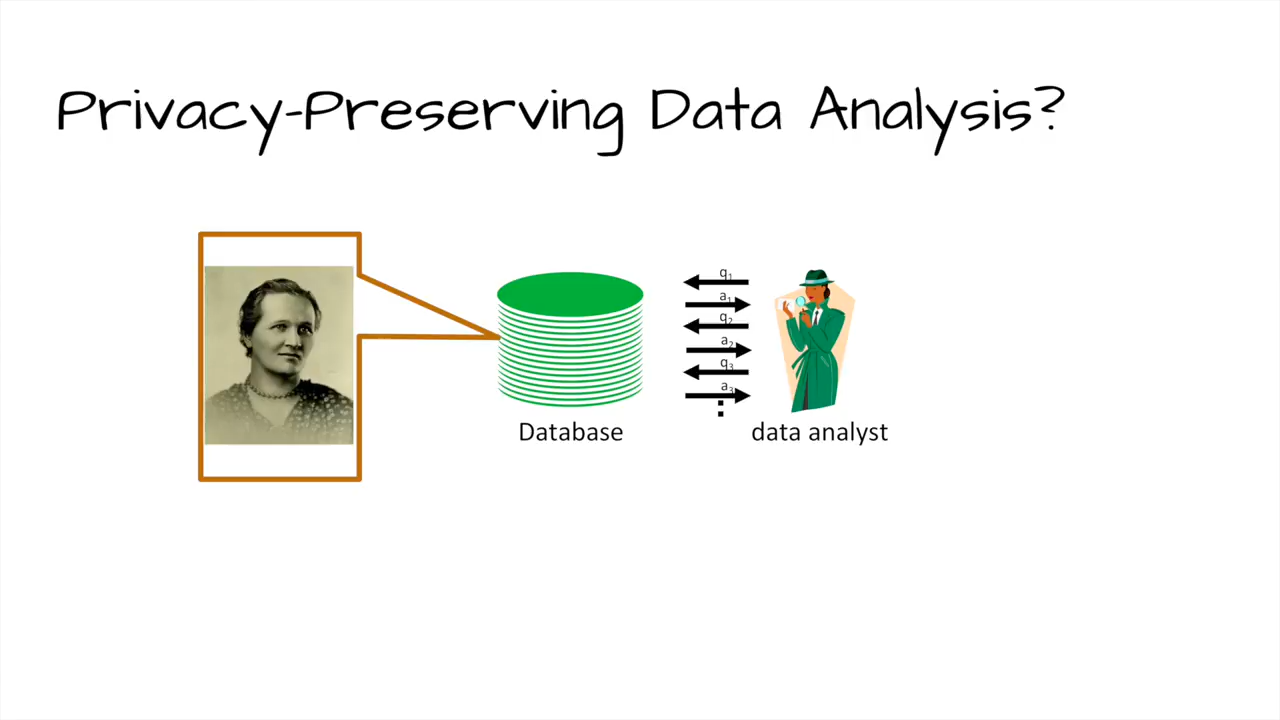 Privacy-Preserving Data Analysis?
q₁
a₁
q₂
a₂
q₃
a₃
Database
data analyst